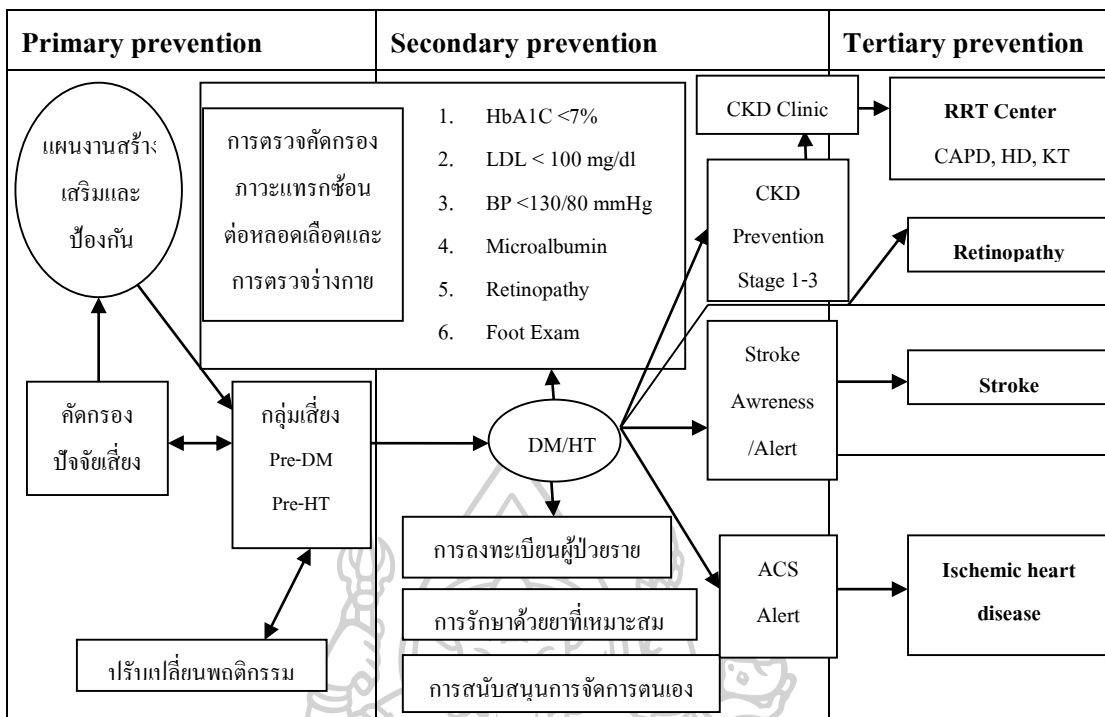 Primary prevention
Secondary prevention
Tertiary prevention
แผนงานสร้าง
เสริมและ
ป้องกัน
คัดกรอง
ปัจจัยเสี่ยง
กลุ่มเสี่ยง
Pre-DM
Pre-HT
ปรับเปลี่ยนพฤติกรรม
การตรวจคัดกรอง
ภาวะแทรกซ้อน
ต่อหลอดเลือดและ
การตรวจร่างกาย
1. HbA1C <7%
2. LDL < 100 mg/dl
3. BP <130/80 mmHg
4. Microalbumin
5. Retinopathy
6. Foot Exam
DM/HT
การลงทะเบียนผู้ป่วยราย
การรักษาด้วยยาที่เหมาะสม
การสนับสนุนการจัดการตนเอง
CKD Clinic
CKD
Prevention
Stage 1-3
Stroke
Awreness
/Alert
ACS
Alert
RRT Center
CAPD, HD, KT
Retinopathy
Stroke
Ischemic heart
disease